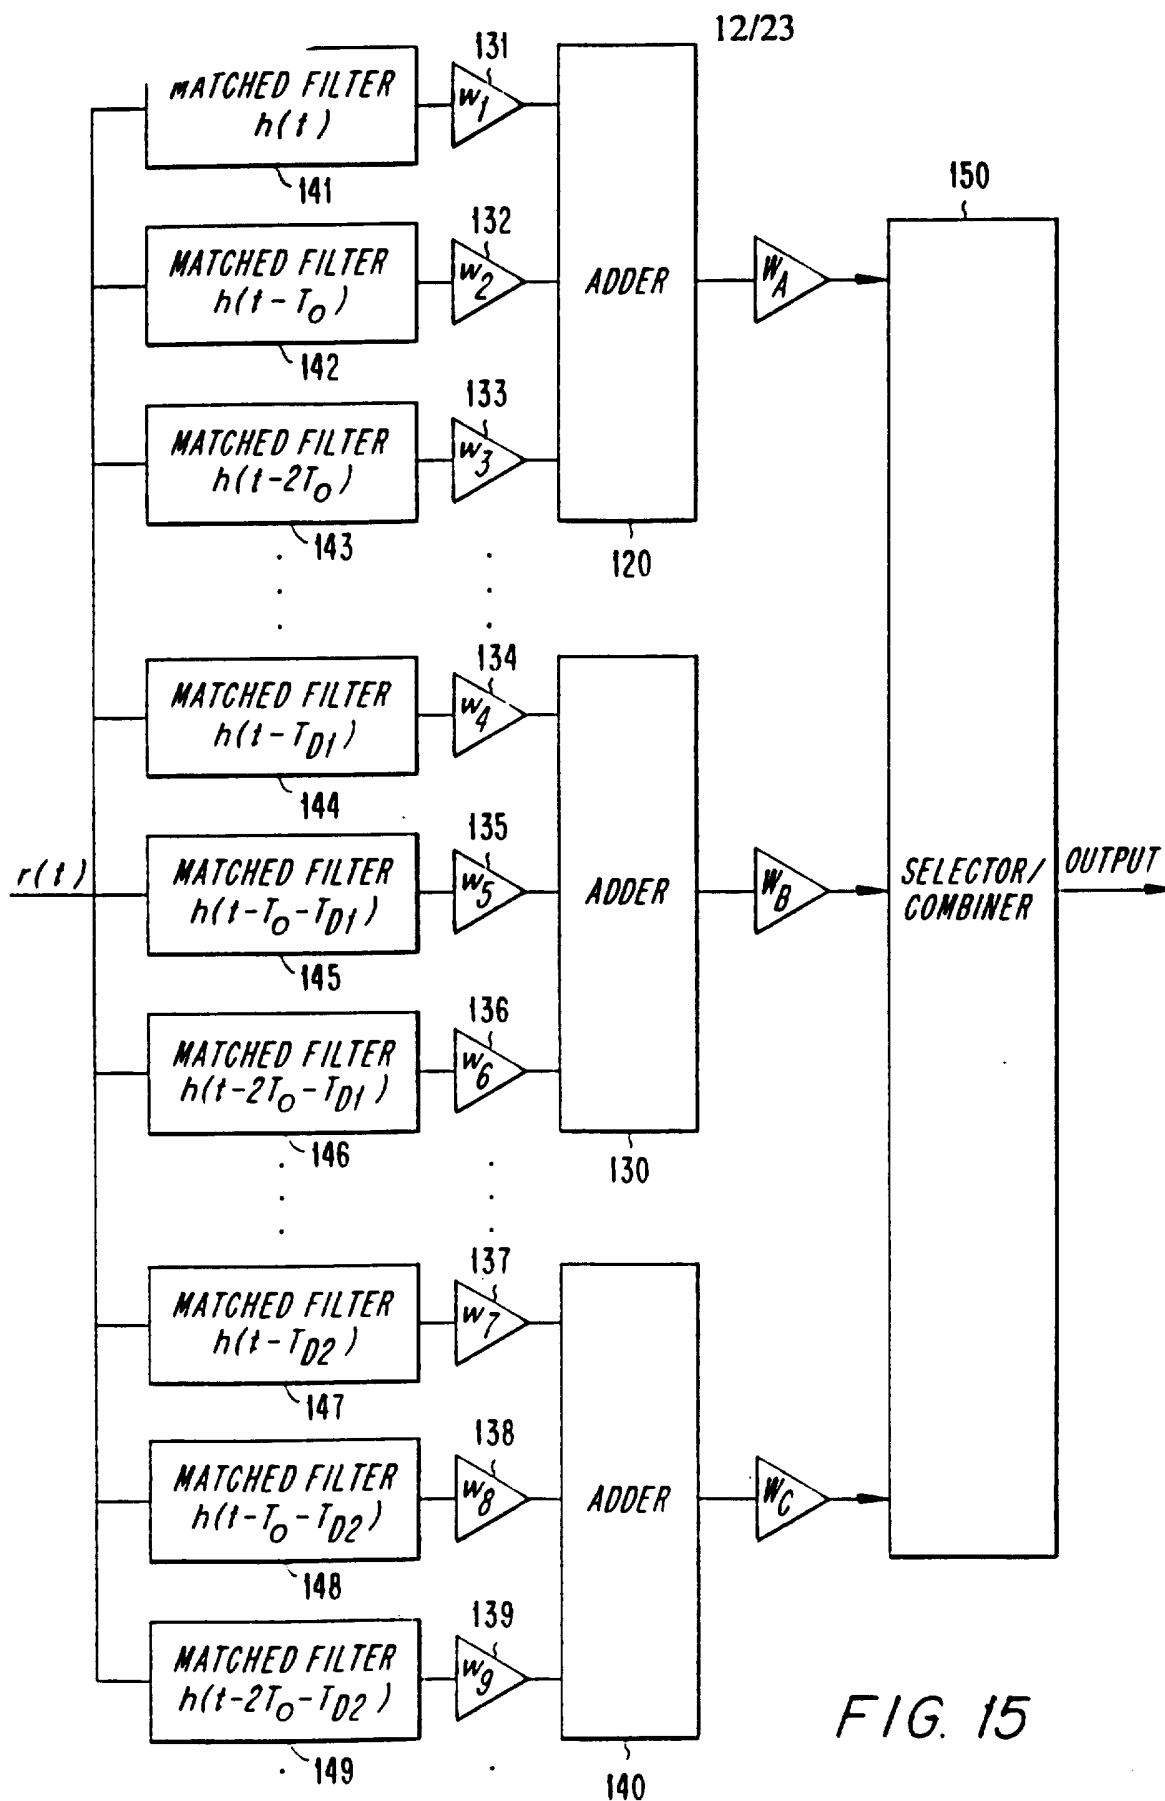 12/23
MATCHED FILTER
h(t)
141
131
W1
MATCHED FILTER
h(t-TO)
142
132
W2
MATCHED FILTER
h(t-2TO)
143
133
W3
ADDER
120
WA
MATCHED FILTER
h(t-TD1)
144
134
W4
r(t)
MATCHED FILTER
h(t-TO-TD1)
145
135
W5
MATCHED FILTER
h(t-2TO-TD1)
146
136
W6
ADDER
130
WB
MATCHED FILTER
h(t-TD2)
147
137
W7
MATCHED FILTER
h(t-TO-TD2)
148
138
W8
MATCHED FILTER
h(t-2TO-TD2)
149
139
W9
ADDER
140
WC
150
SELECTOR/
COMBINER
OUTPUT
FIG. 15